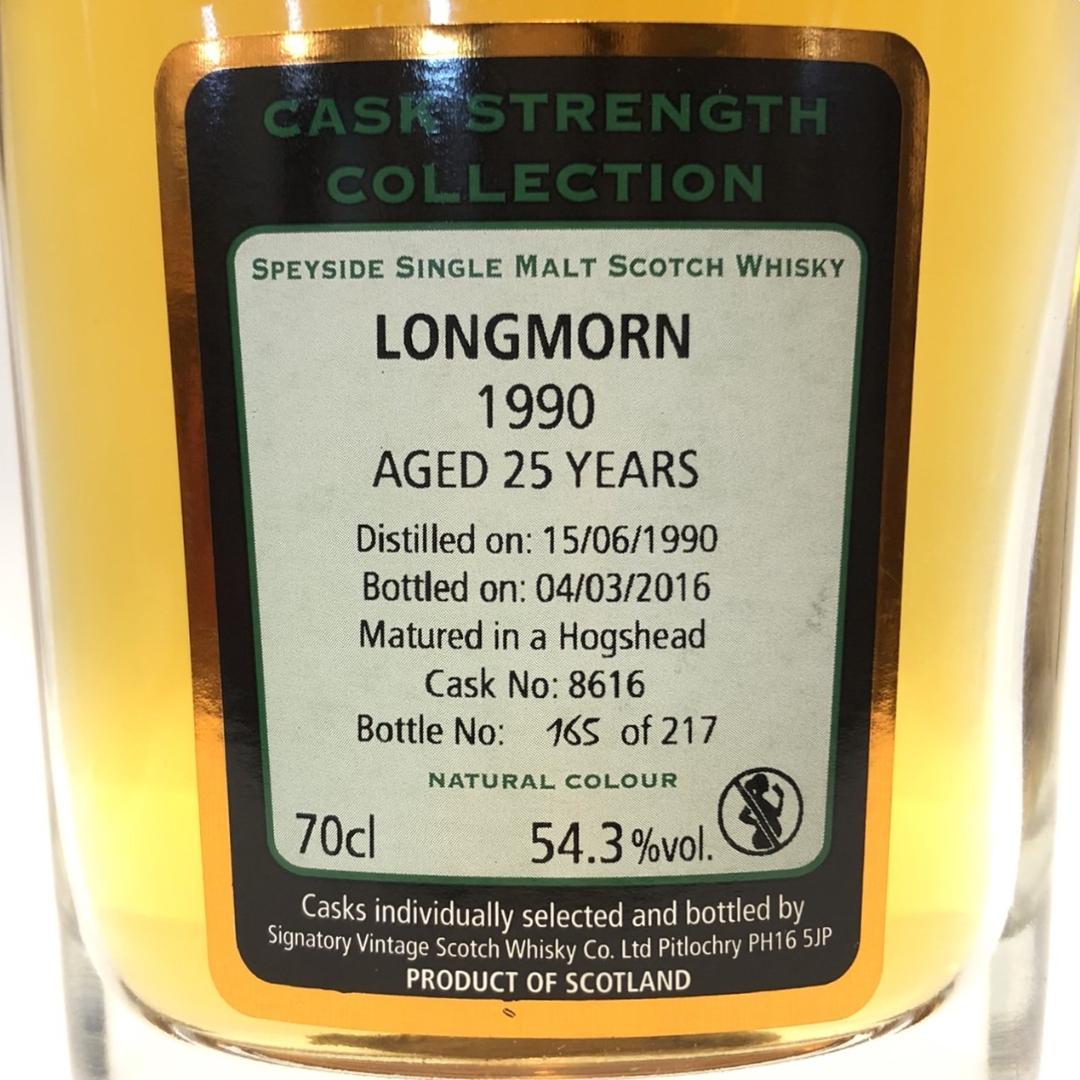 CASK STRENGTH
COLLECTION
SPEYSIDE SINGLE MALT SCOTCH WHISKY
LONGMORN
1990
AGED 25 YEARS
Distilled on: 15/06/1990
Bottled on: 04/03/2016
Matured in a Hogshead
Cask No: 8616
Bottle No: 165 of 217
NATURAL COLOUR
70cl 54.3%vol.
Casks individually selected and bottled by
Signatory Vintage Scotch Whisky Co. Ltd Pitlochry PH16 5JP
PRODUCT OF SCOTLAND